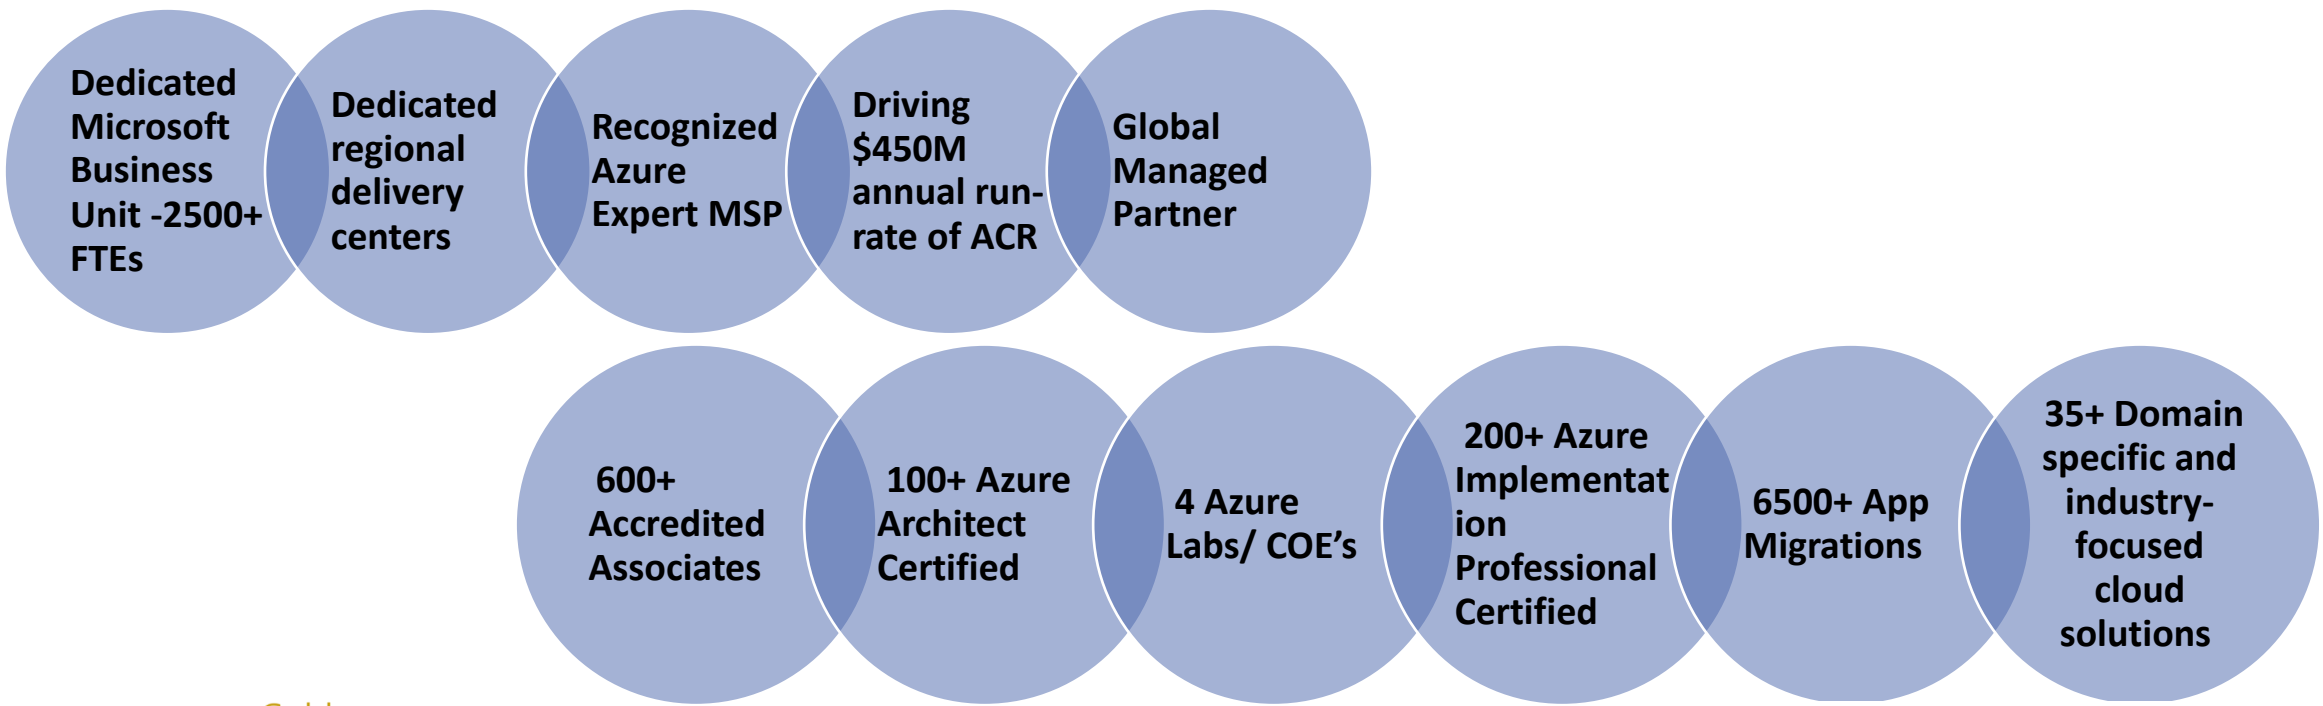 Dedicated
Microsoft
Business
Unit -2500+
FTEs
Dedicated
regional
delivery
centers
Recognized
Azure
Expert MSP
Driving
$450M
annual run-
rate of ACR
Global
Managed
Partner
600+
Accredited
Associates
100+ Azure
Architect
Certified
4 Azure
Labs/ COE’s
200+ Azure
Implementat
ion
Professional
Certified
6500+ App
Migrations
35+ Domain
specific and
industry-
focused
cloud
solutions